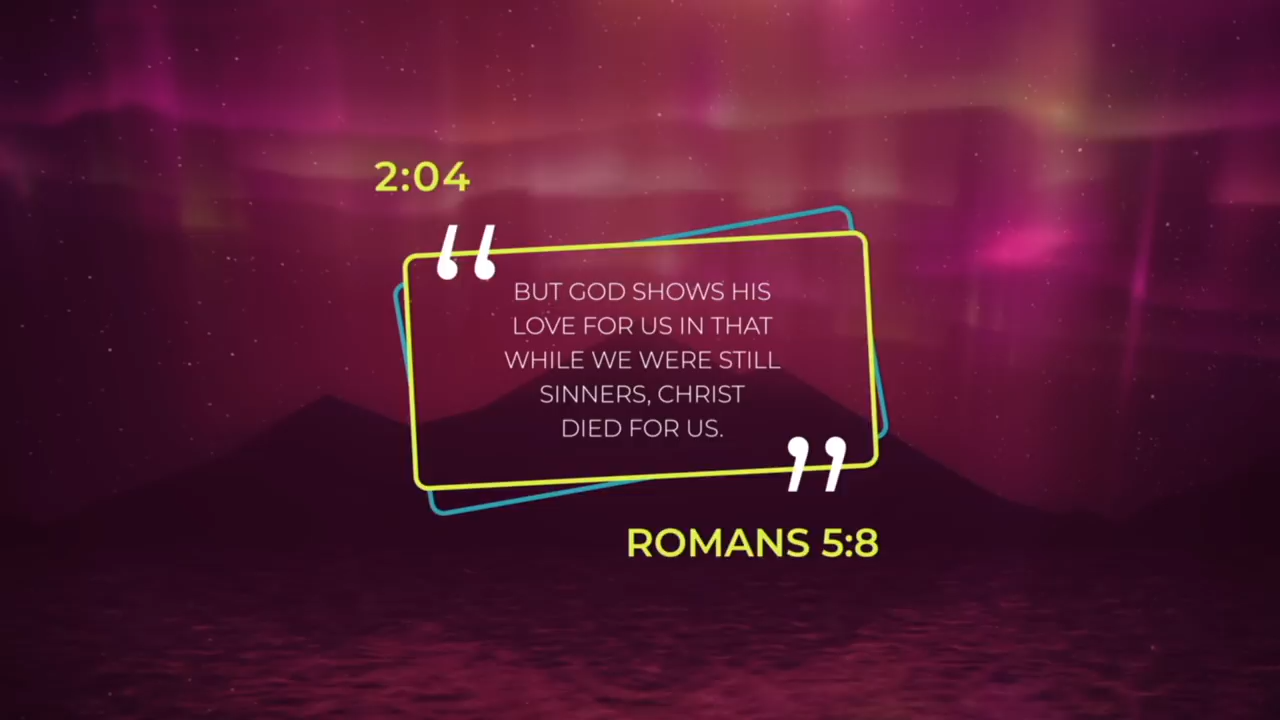 2:04
“
BUT GOD SHOWS HIS
LOVE FOR US IN THAT
WHILE WE WERE STILL
SINNERS, CHRIST
DIED FOR US.
”
ROMANS 5:8